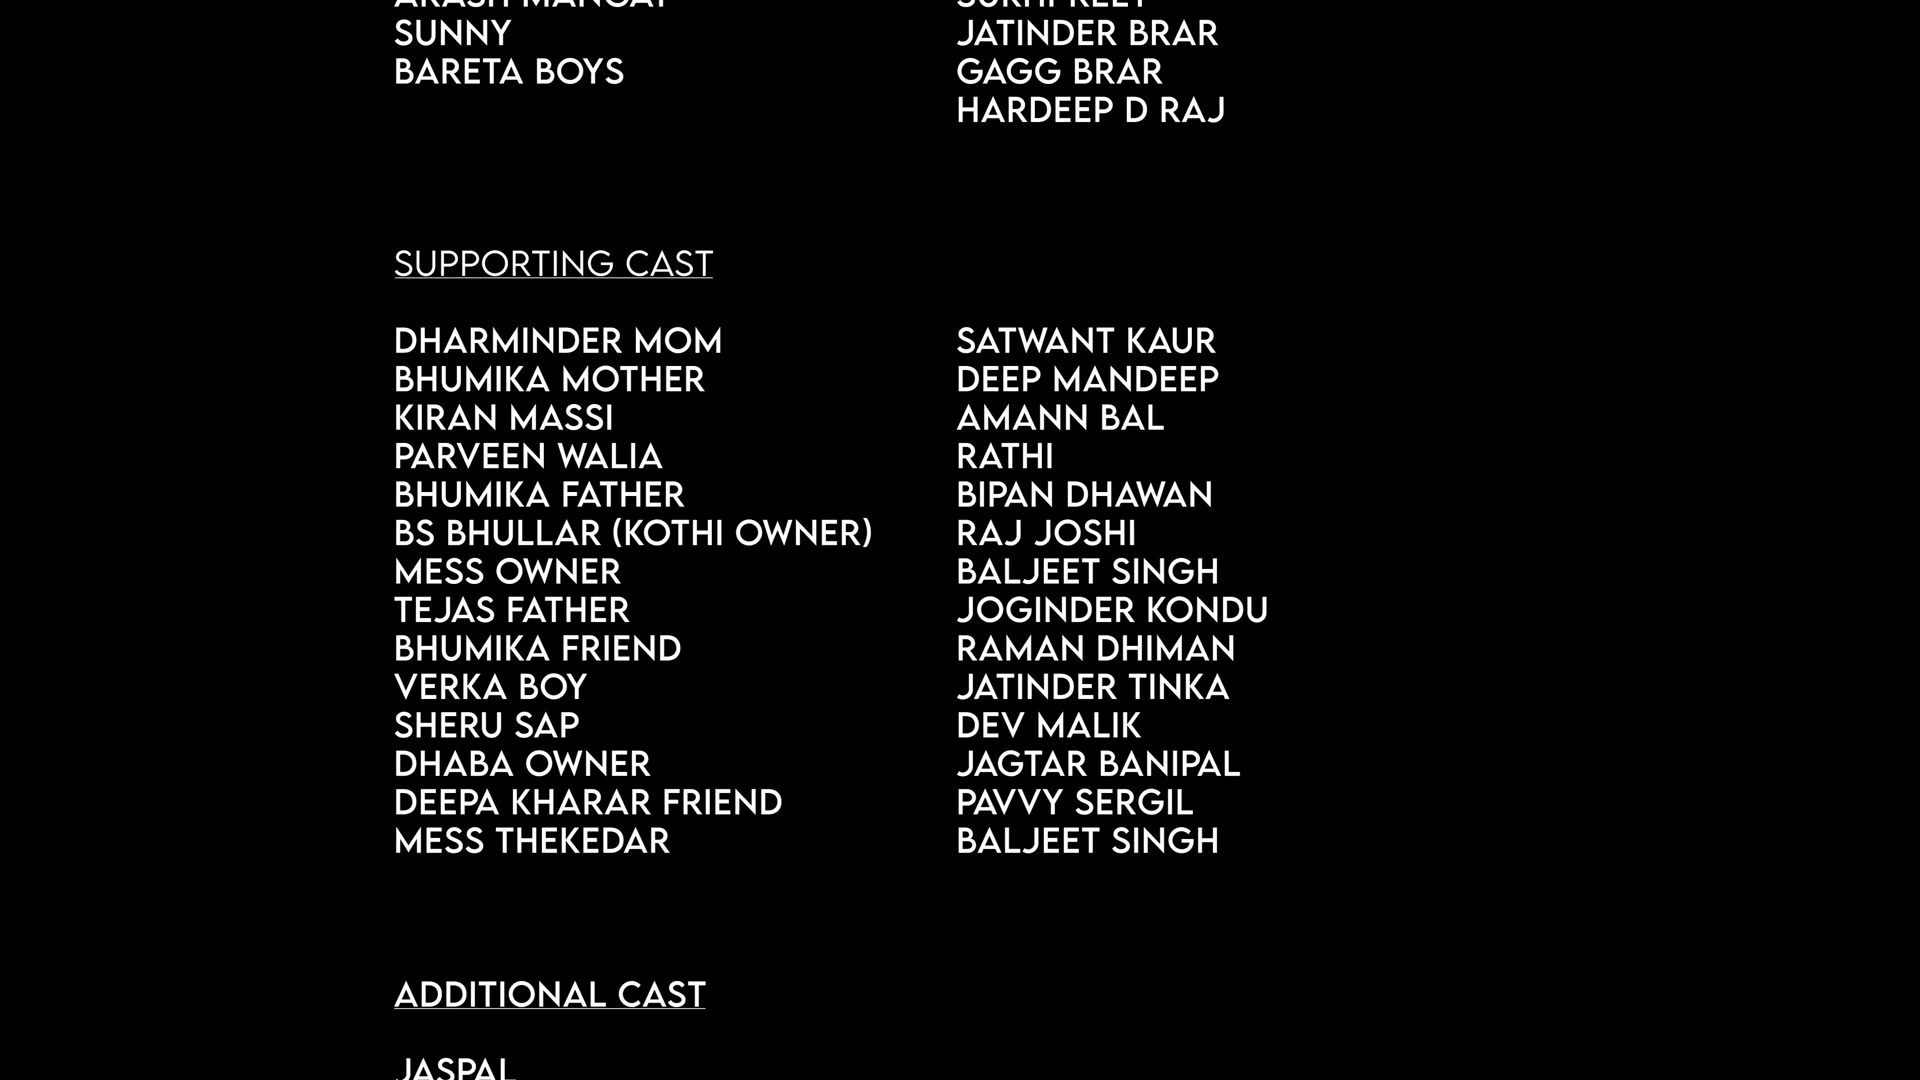 AKASH MANGAT SUKHPREET
SUNNY JATINDER BRAR
BARETA BOYS GAGG BRAR
HARDEEP D RAJ
SUPPORTING CAST
DHARMINDER MOM SATWANT KAUR
BHUMIKA MOTHER DEEP MANDEEP
KIRAN MASSI AMANN BAL
PARVEEN WALIA RATHI
BHUMIKA FATHER BIPAN DHAWAN
BS BHULLAR (KOTHI OWNER) RAJ JOSHI
MESS OWNER BALJEET SINGH
TEJAS FATHER JOGINDER KONDU
BHUMIKA FRIEND RAMAN DHIMAN
VERKA BOY JATINDER TINKA
SHERU SAP DEV MALIK
DHABA OWNER JAGTAR BANIPAL
DEEPA KHARAR FRIEND PAVVY SERGIL
MESS THEKEDAR BALJEET SINGH
ADDITIONAL CAST
JASPAL